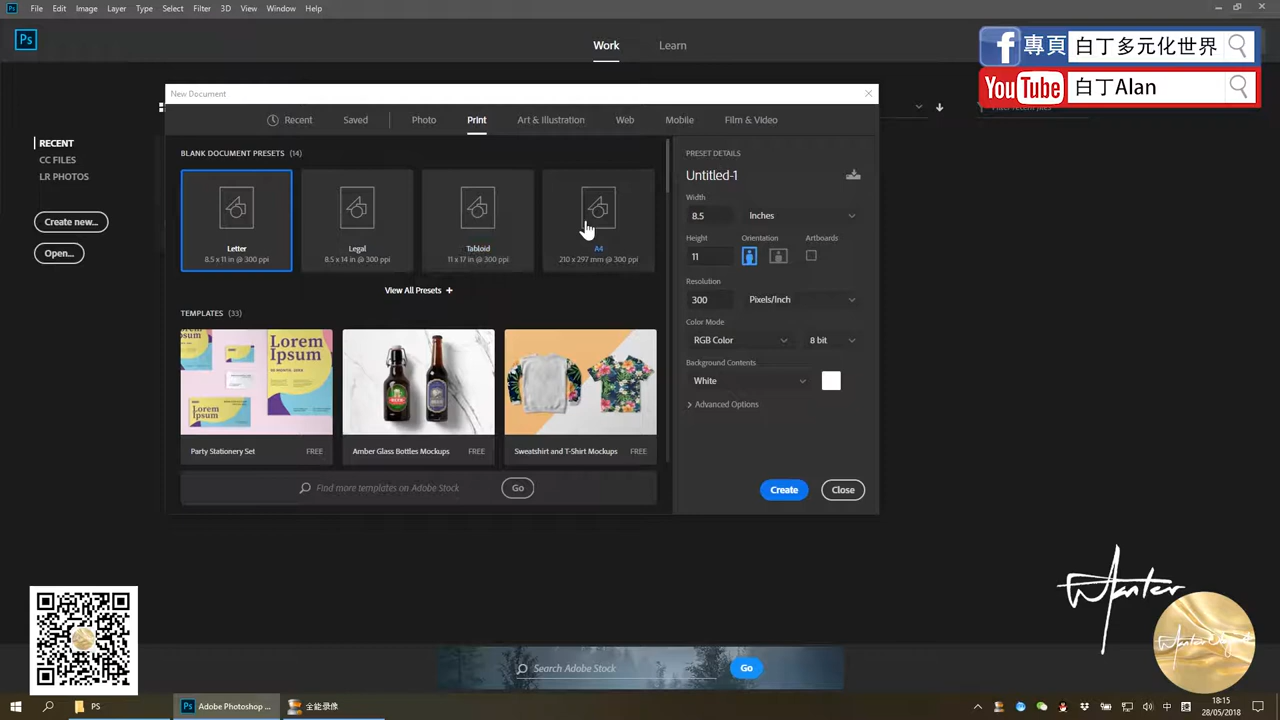 Ps File Edit Image Layer Type Select Filter 3D View Window Help
Ps
Work Learn
f 專頁 白丁多元化世界
YouTube 白丁Alan
New Document
Recent Saved Photo Print Art & Illustration Web Mobile Film & Video
RECENT
CC FILES
LR PHOTOS
Create new...
Open...
BLANK DOCUMENT PRESETS (14)
Letter
8.5 x 11 in @ 300 ppi
Legal
8.5 x 14 in @ 300 ppi
Tabloid
11 x 17 in @ 300 ppi
A4
210 x 297 mm @ 300 ppi
View All Presets +
TEMPLATES (33)
Lorem
Ipsum
Lorem
Ipsum
Party Stationery Set FREE
Amber Glass Bottles Mockups FREE
Sweatshirt and T-Shirt Mockups FREE
Find more templates on Adobe Stock Go
PRESET DETAILS
Untitled-1
Width
8.5 Inches
Height Orientation Artboards
11
Resolution
300 Pixels/Inch
Color Mode
RGB Color 8 bit
Background Contents
White
Advanced Options
Create Close
Search Adobe Stock Go
PS
Ps Adobe Photoshop ...
全能录像
中
18:15
28/05/2018